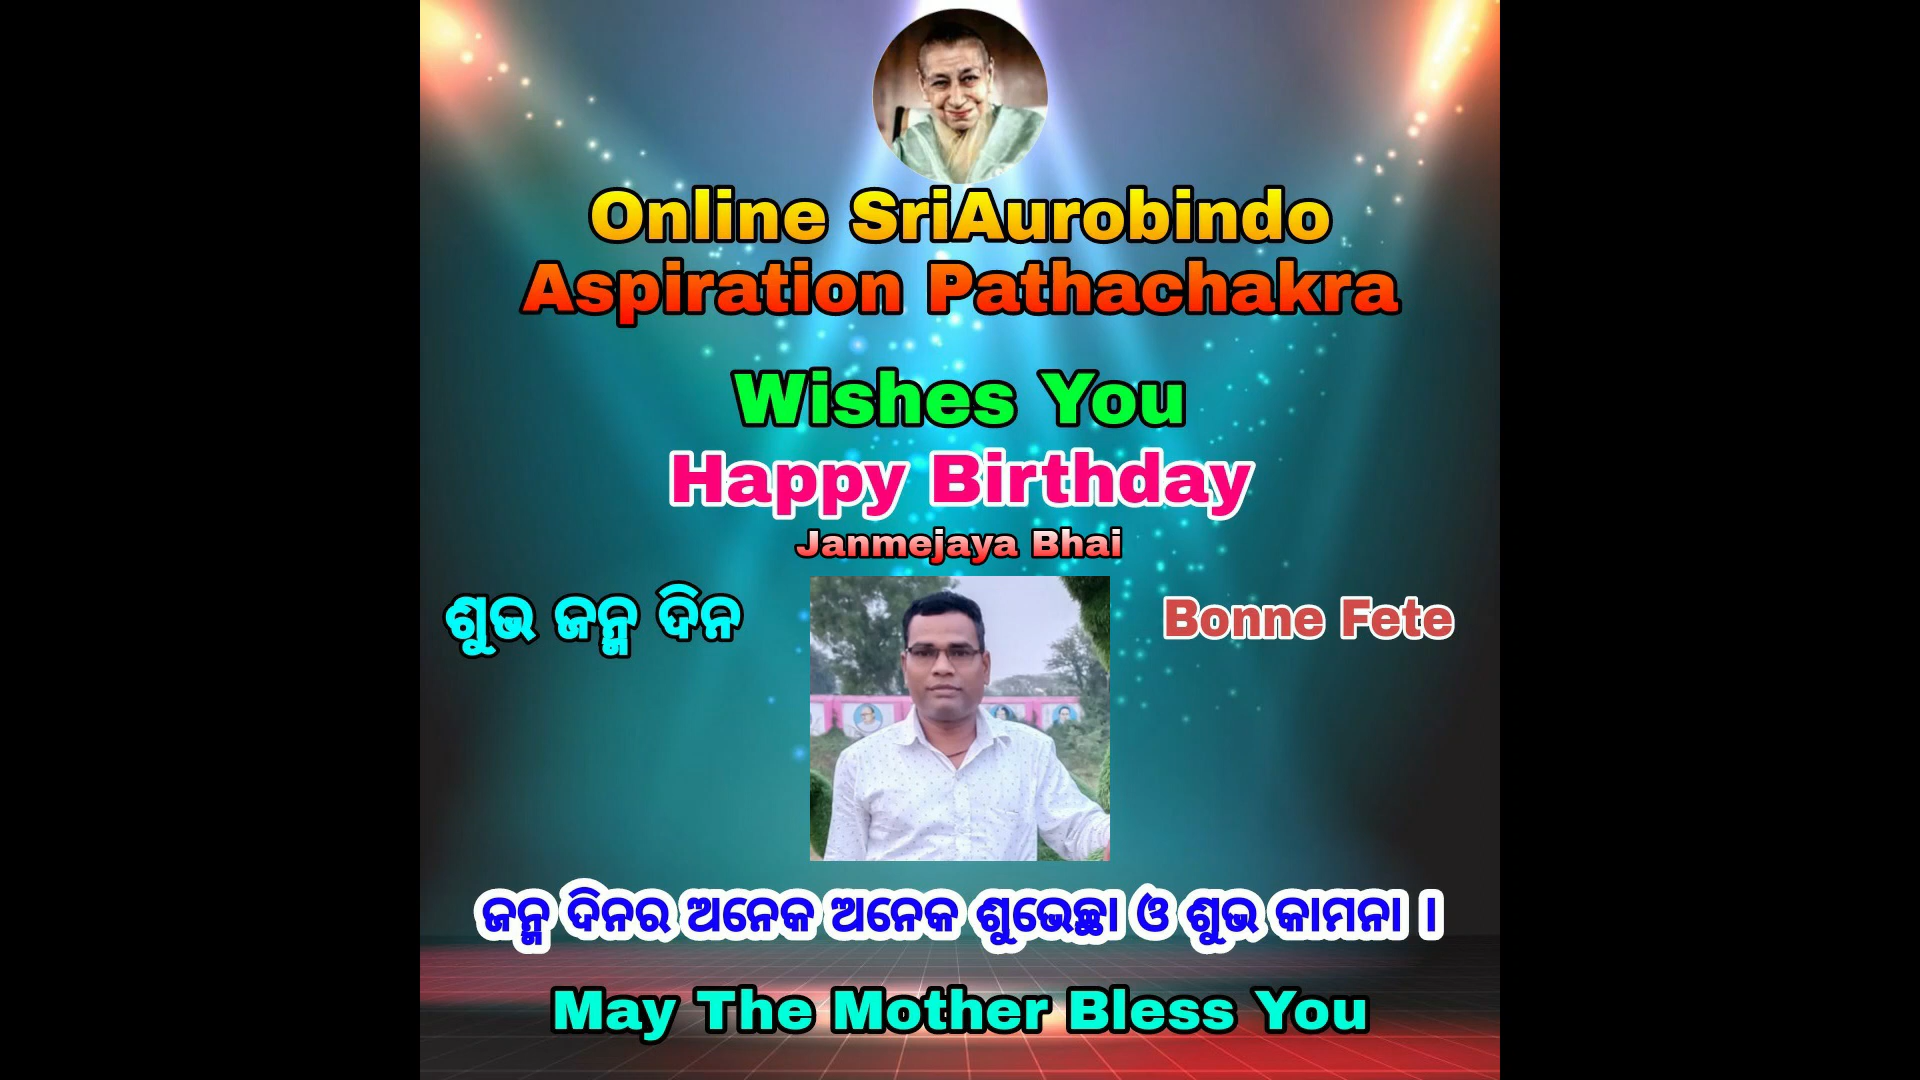 Online SriAurobindo
Aspiration Pathachakra
Wishes You
Happy Birthday
Janmejaya Bhai
ଶୁଭ ଜନ୍ମ ଦିନ
Bonne Fete
ଜନ୍ମ ଦିନର ଅନେକ ଅନେକ ଶୁଭେଚ୍ଛା ଓ ଶୁଭ କାମନା ।
May The Mother Bless You